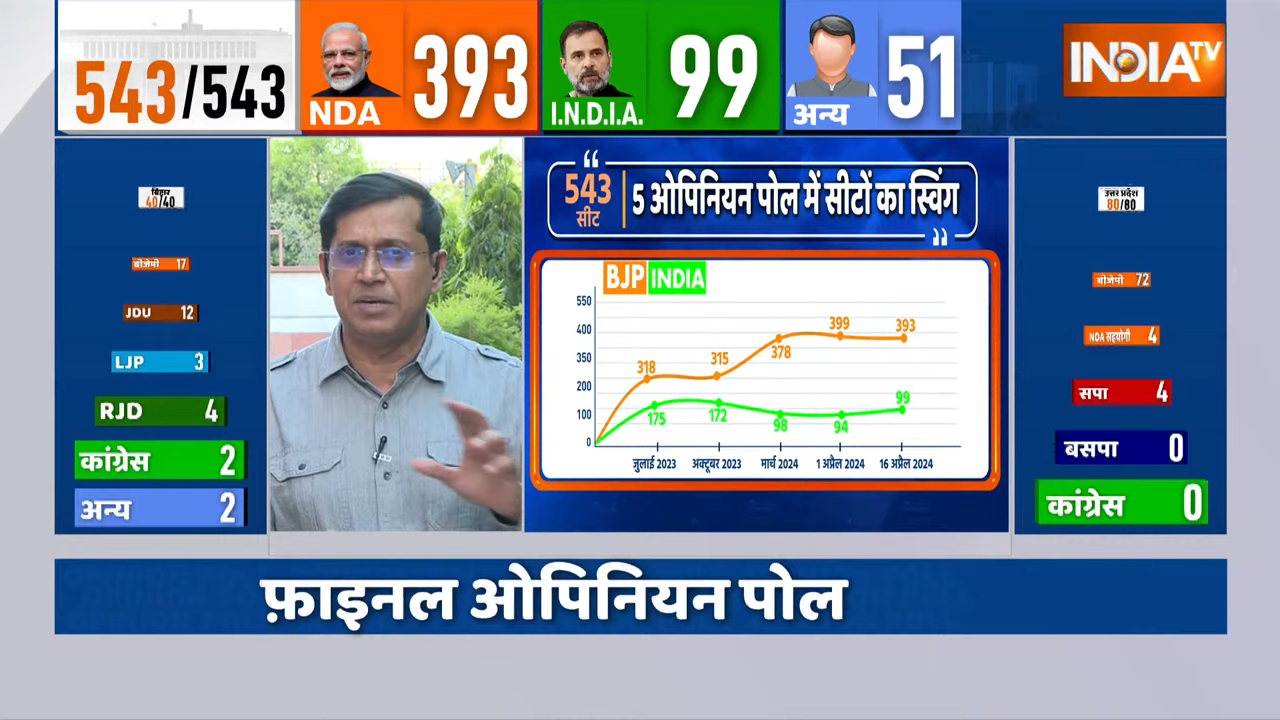 543/543
NDA 393
I.N.D.I.A. 99
अन्य 51
INDIA TV
बिहार
40/40
बीजेपी 17
JDU 12
LJP 3
RJD 4
कांग्रेस 2
अन्य 2
“
543
सीट
5 ओपिनियन पोल में सीटों का स्विंग
”
BJP INDIA
550
400
350
200
100
0
318
315
378
399
393
175
172
98
94
99
जुलाई 2023
अक्टूबर 2023
मार्च 2024
1 अप्रैल 2024
16 अप्रैल 2024
उत्तर प्रदेश
80/80
बीजेपी 72
NDA सहयोगी 4
सपा 4
बसपा 0
कांग्रेस 0
फ़ाइनल ओपिनियन पोल